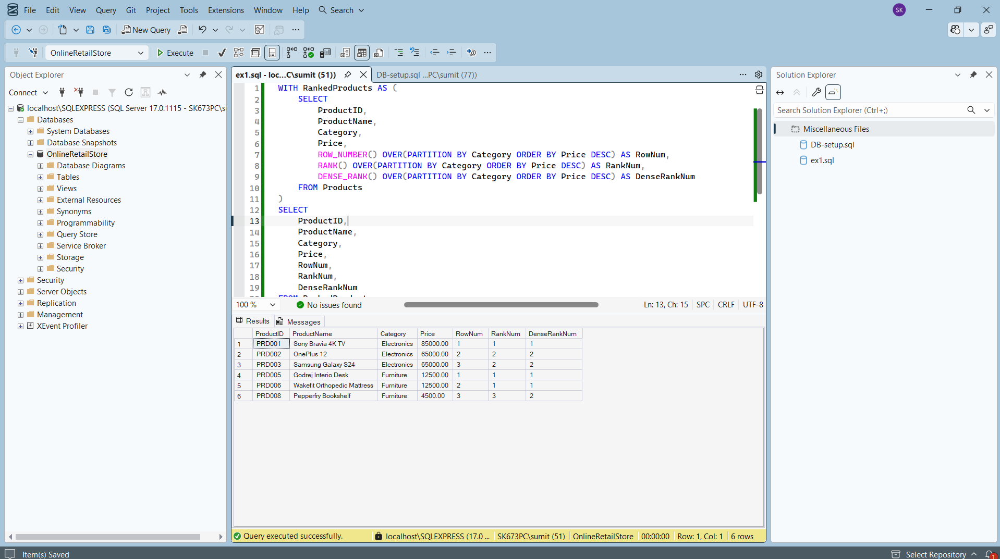 File Edit View Query Git Project Tools Extensions Window Help Search SK
New Query
OnlineRetailStore Execute
Object Explorer
Connect
localhost\SQLEXPRESS (SQL Server 17.0.1115 - SK673PC\su
Databases
System Databases
Database Snapshots
OnlineRetailStore
Database Diagrams
Tables
Views
External Resources
Synonyms
Programmability
Query Store
Service Broker
Storage
Security
Security
Server Objects
Replication
Management
XEvent Profiler
ex1.sql - loc...C\sumit (51)) DB-setup.sql ...PC\sumit (77))
1 WITH RankedProducts AS (
2 SELECT
3 ProductID,
4 ProductName,
5 Category,
6 Price,
7 ROW_NUMBER() OVER(PARTITION BY Category ORDER BY Price DESC) AS RowNum,
8 RANK() OVER(PARTITION BY Category ORDER BY Price DESC) AS RankNum,
9 DENSE_RANK() OVER(PARTITION BY Category ORDER BY Price DESC) AS DenseRankNum
10 FROM Products
11 )
12 SELECT
13 ProductID,
14 ProductName,
15 Category,
16 Price,
17 RowNum,
18 RankNum,
19 DenseRankNum
100 % No issues found Ln: 13, Ch: 15 SPC CRLF UTF-8
Results Messages
ProductID ProductName Category Price RowNum RankNum DenseRankNum
1 PRD001 Sony Bravia 4K TV Electronics 85000.00 1 1 1
2 PRD002 OnePlus 12 Electronics 65000.00 2 2 2
3 PRD003 Samsung Galaxy S24 Electronics 65000.00 3 2 2
4 PRD005 Godrej Interio Desk Furniture 12500.00 1 1 1
5 PRD006 Wakefit Orthopedic Mattress Furniture 12500.00 2 1 1
6 PRD008 Pepperfry Bookshelf Furniture 4500.00 3 3 2
Query executed successfully. localhost\SQLEXPRESS (17.0 ... SK673PC\sumit (51) OnlineRetailStore 00:00:00 Row: 1, Col: 1 6 rows
Solution Explorer
Search Solution Explorer (Ctrl+;)
Miscellaneous Files
DB-setup.sql
ex1.sql
Item(s) Saved Select Repository 1